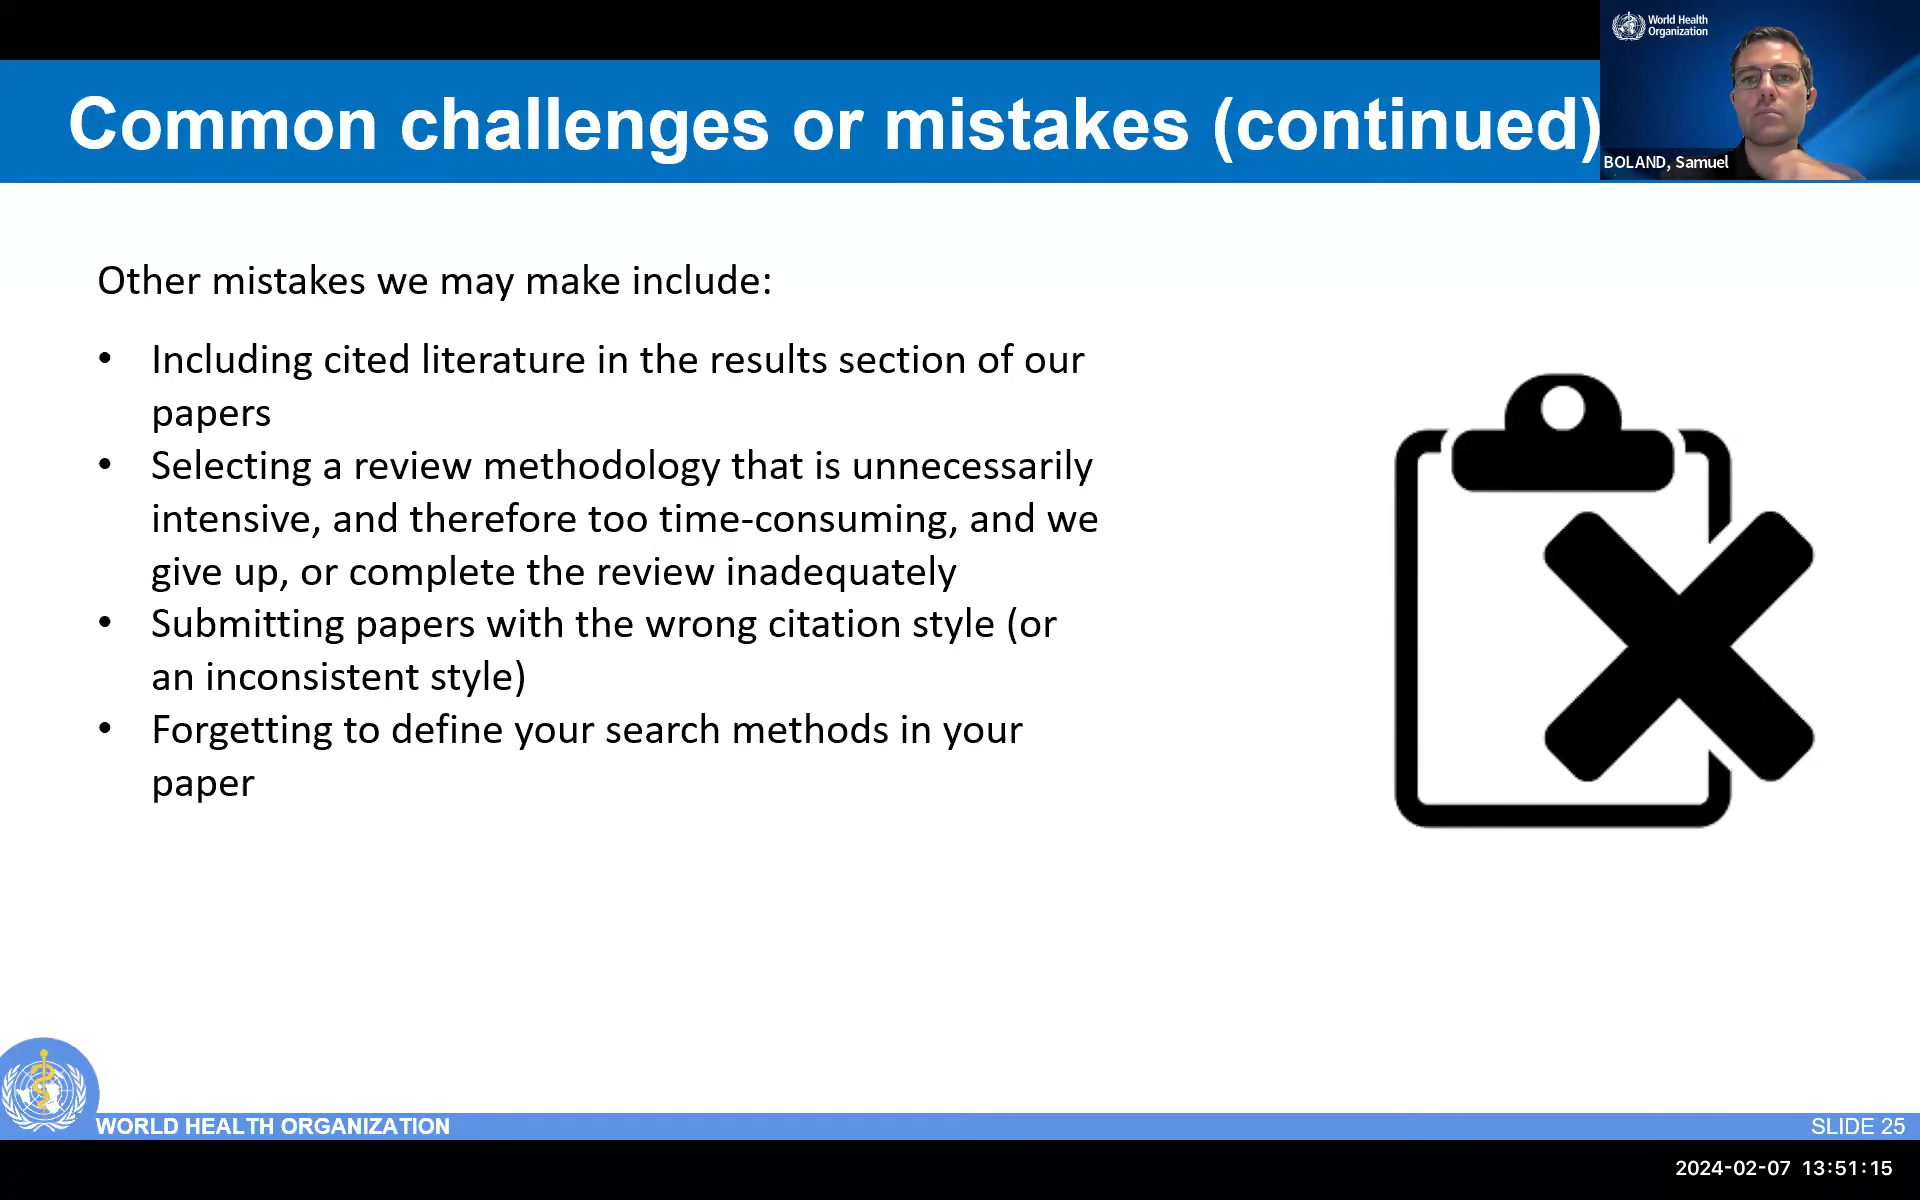 World Health
Organization
Common challenges or mistakes (continued)
BOLAND, Samuel
Other mistakes we may make include:
• Including cited literature in the results section of our
papers
• Selecting a review methodology that is unnecessarily
intensive, and therefore too time-consuming, and we
give up, or complete the review inadequately
• Submitting papers with the wrong citation style (or
an inconsistent style)
• Forgetting to define your search methods in your
paper
WORLD HEALTH ORGANIZATION
SLIDE 25
2024-02-07 13:51:15